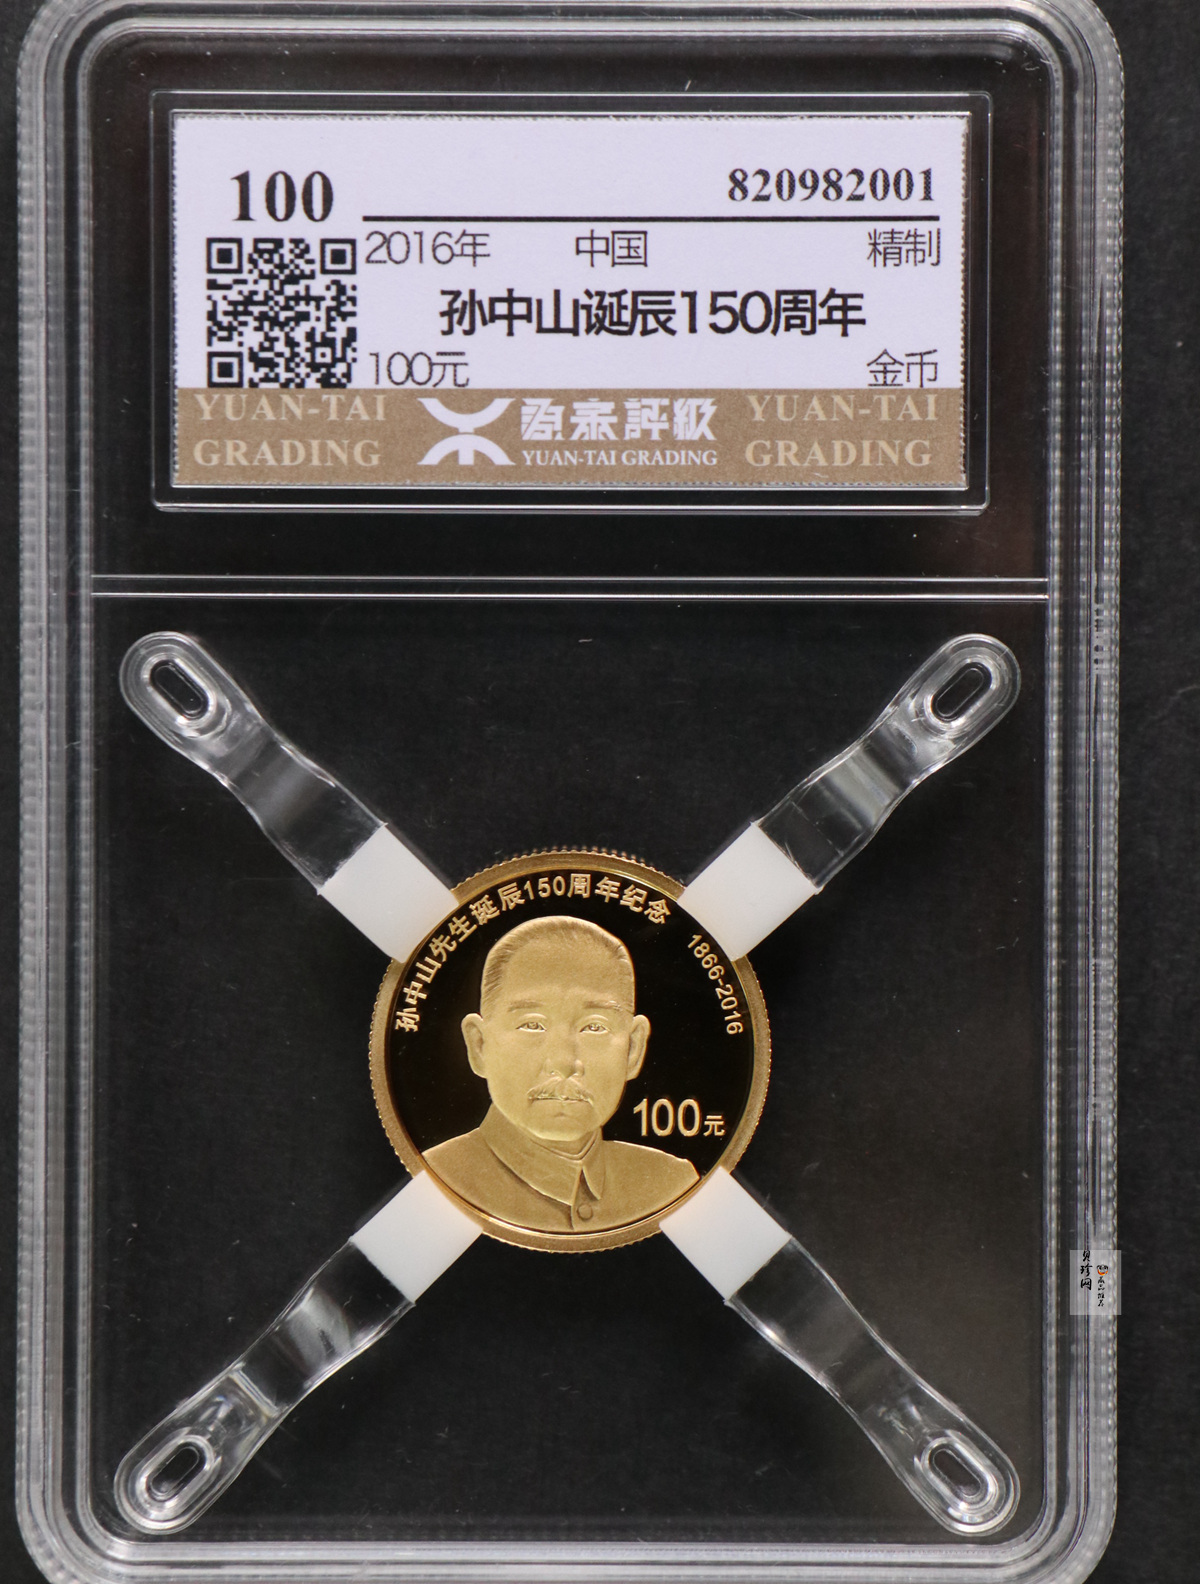 100
820982001
2016年 中国 精制
孙中山诞辰150周年
100元 金币
YUAN-TAI GRADING
源泰評級
YUAN-TAI GRADING
YUAN-TAI GRADING
孙中山先生诞辰150周年纪念
1866-2016
100元